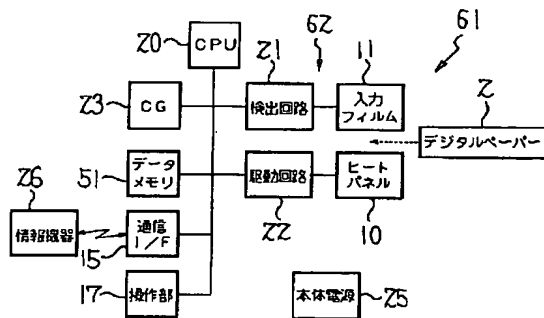 20
CPU
21
62
11
61
23
CG
検出回路
入力
フィルム
2
デジタルペーパー
51
データ
メモリ
駆動回路
ヒート
パネル
26
22
10
情報機器
通信
I/F
15
17
操作部
本体電源
25